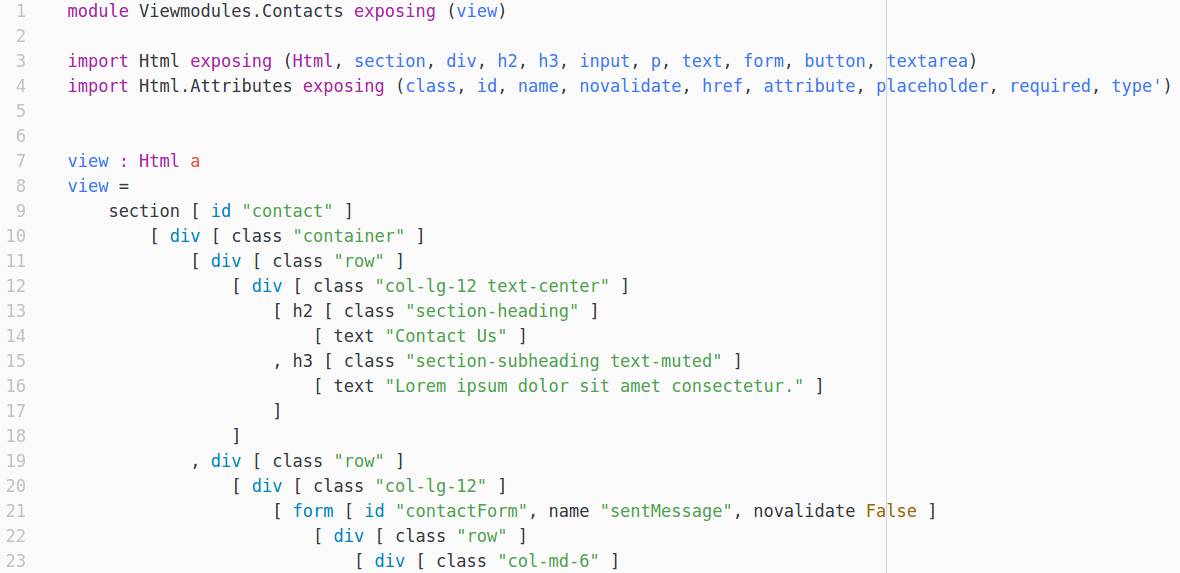 1 module Viewmodules.Contacts exposing (view)
2
3 import Html exposing (Html, section, div, h2, h3, input, p, text, form, button, textarea)
4 import Html.Attributes exposing (class, id, name, novalidate, href, attribute, placeholder, required, type')
5
6
7 view : Html a
8 view =
9     section [ id "contact" ]
10         [ div [ class "container" ]
11             [ div [ class "row" ]
12                 [ div [ class "col-lg-12 text-center" ]
13                     [ h2 [ class "section-heading" ]
14                         [ text "Contact Us" ]
15                     , h3 [ class "section-subheading text-muted" ]
16                         [ text "Lorem ipsum dolor sit amet consectetur." ]
17                     ]
18                 ]
19             , div [ class "row" ]
20                 [ div [ class "col-lg-12" ]
21                     [ form [ id "contactForm", name "sentMessage", novalidate False ]
22                         [ div [ class "row" ]
23                             [ div [ class "col-md-6" ]